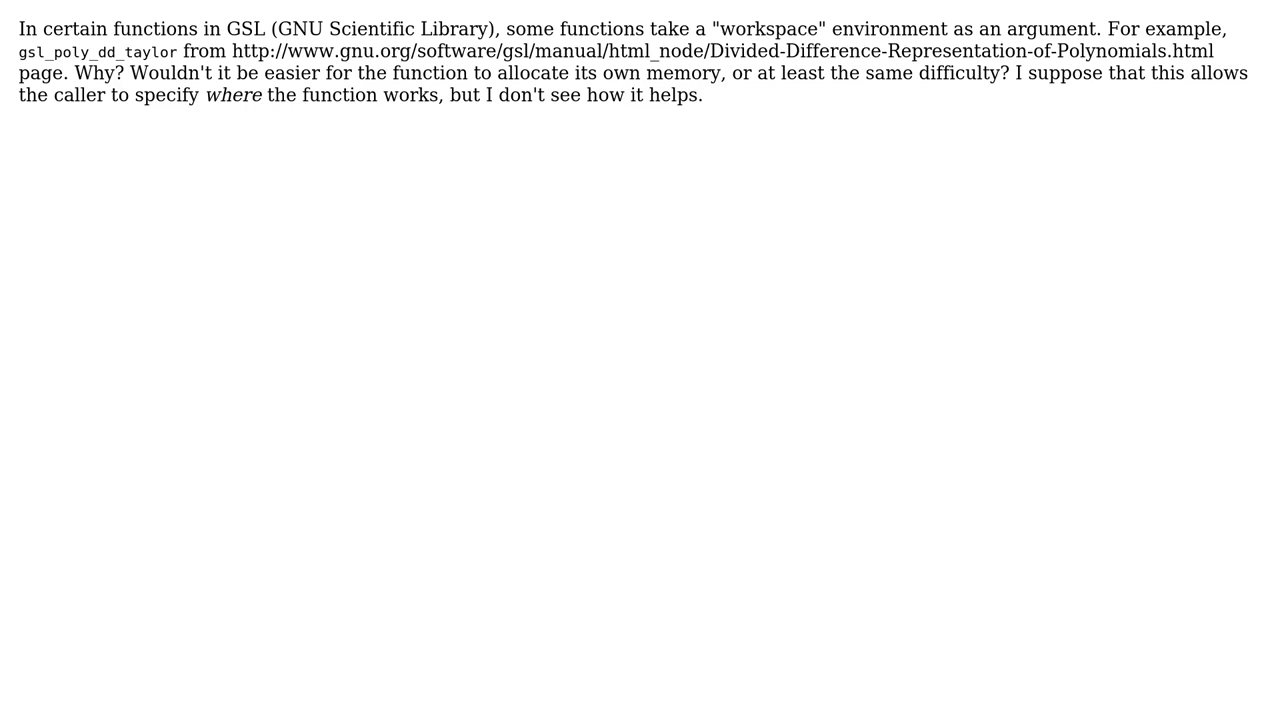 In certain functions in GSL (GNU Scientific Library), some functions take a "workspace" environment as an argument. For example,
gsl_poly_dd_taylor from http://www.gnu.org/software/gsl/manual/html_node/Divided-Difference-Representation-of-Polynomials.html
page. Why? Wouldn't it be easier for the function to allocate its own memory, or at least the same difficulty? I suppose that this allows
the caller to specify where the function works, but I don't see how it helps.